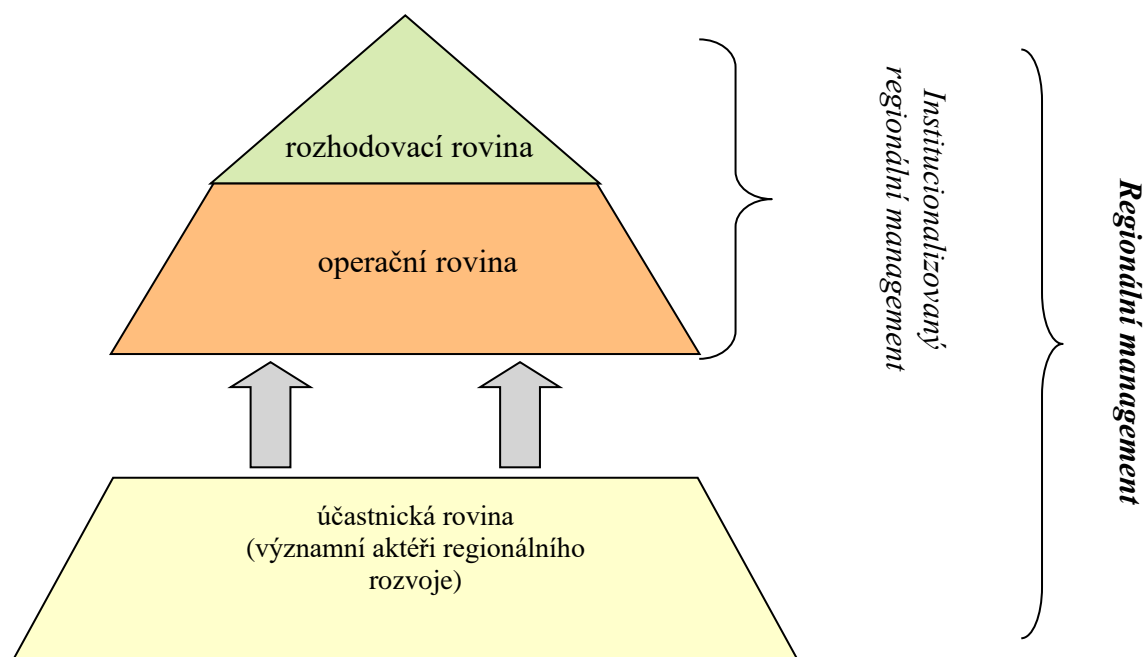 rozhodovací rovina
operační rovina
účastnická rovina
(významní aktéři regionálního
rozvoje)
Institucionalizovaný
regionální management
Regionální management